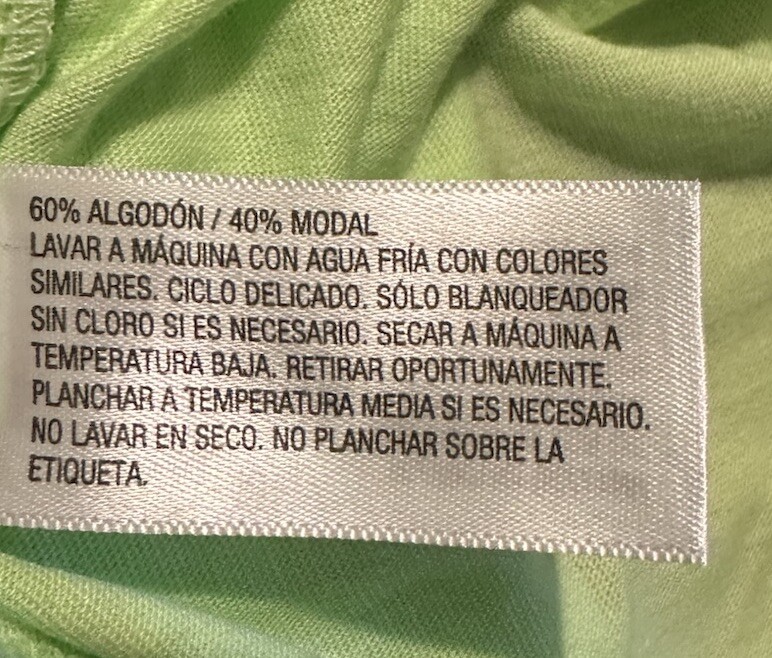 60% ALGODÓN / 40% MODAL
LAVAR A MÁQUINA CON AGUA FRÍA CON COLORES
SIMILARES. CICLO DELICADO. SÓLO BLANQUEADOR
SIN CLORO SI ES NECESARIO. SECAR A MÁQUINA A
TEMPERATURA BAJA. RETIRAR OPORTUNAMENTE.
PLANCHAR A TEMPERATURA MEDIA SI ES NECESARIO.
NO LAVAR EN SECO. NO PLANCHAR SOBRE LA
ETIQUETA.